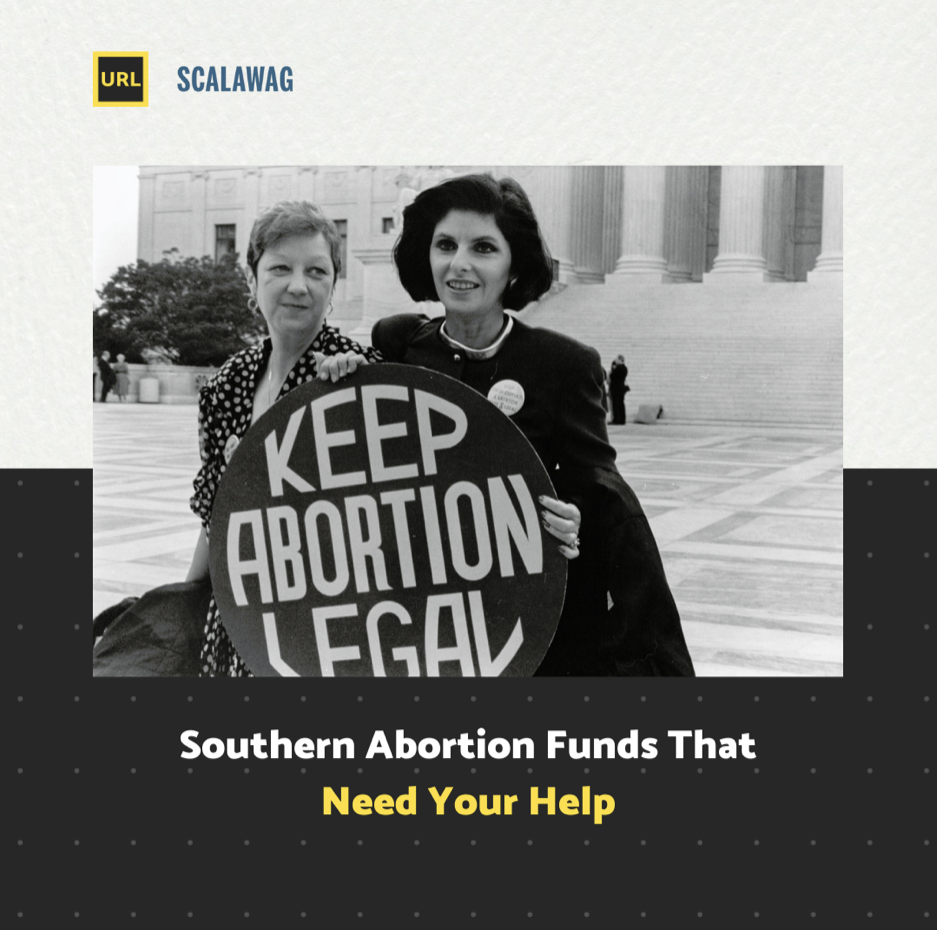 URL SCALAWAG
KEEP
ABORTION
LEGAL
Southern Abortion Funds That
Need Your Help